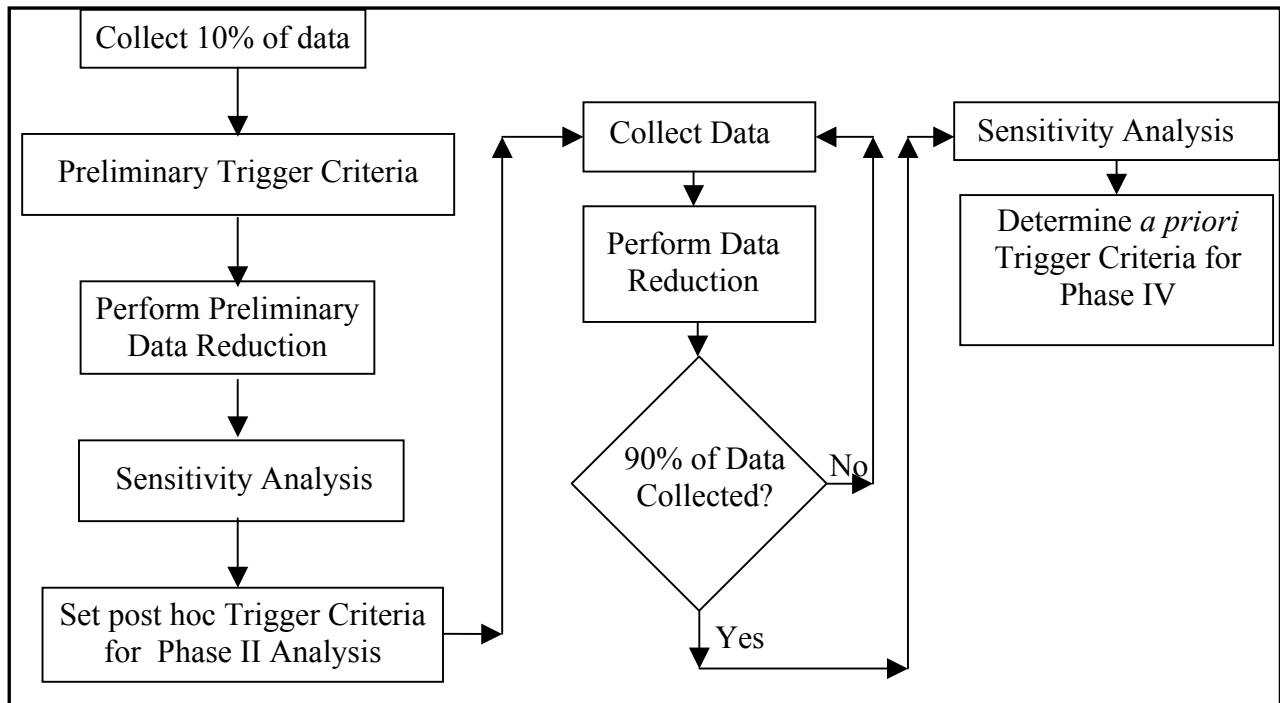 Collect 10% of data
Preliminary Trigger Criteria
Perform Preliminary
Data Reduction
Sensitivity Analysis
Set post hoc Trigger Criteria
for Phase II Analysis
Collect Data
Perform Data
Reduction
90% of Data
Collected?
No
Yes
Sensitivity Analysis
Determine a priori
Trigger Criteria for
Phase IV